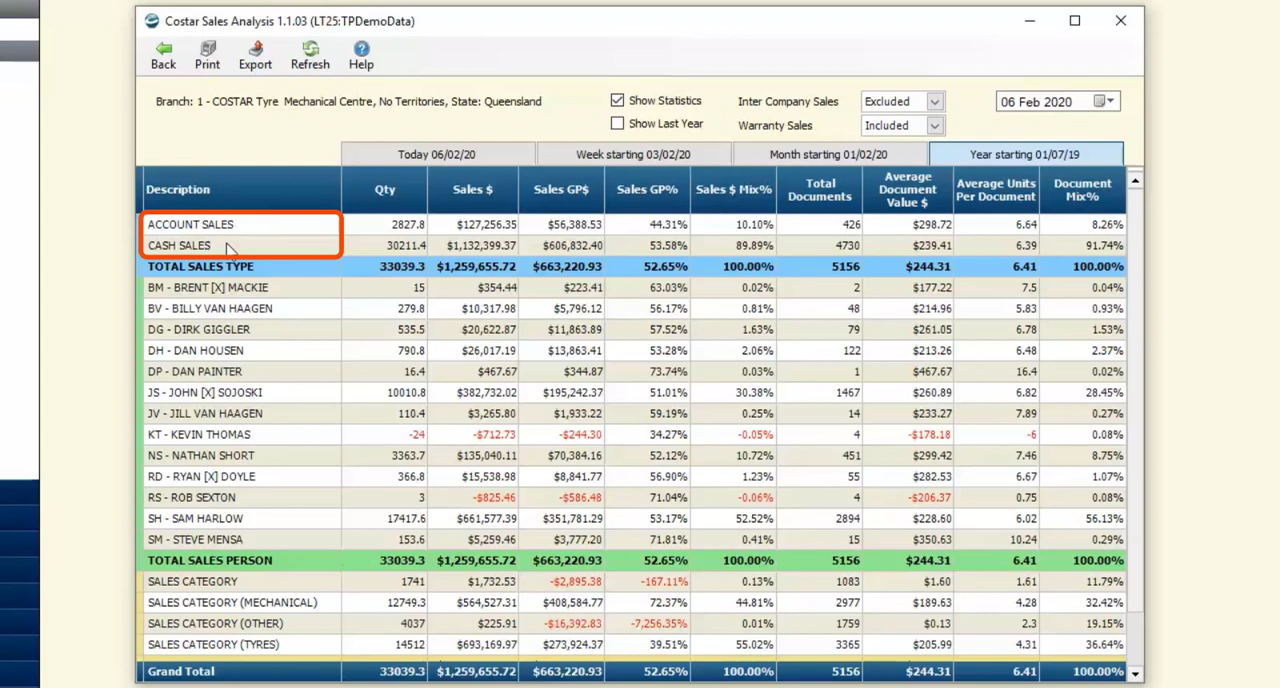 Costar Sales Analysis 1.1.03 (LT25:TPDemoData)
Back Print Export Refresh Help
Branch: 1 - COSTAR Tyre Mechanical Centre, No Territories, State: Queensland
Show Statistics Inter Company Sales Excluded 06 Feb 2020
Show Last Year Warranty Sales Included
Today 06/02/20 Week starting 03/02/20 Month starting 01/02/20 Year starting 01/07/19
Description Qty Sales $ Sales GP$ Sales GP% Sales $ Mix% Total Documents Average Document Value $ Average Units Per Document Document Mix%
ACCOUNT SALES 2827.8 $127,256.35 $56,388.53 44.31% 10.10% 426 $298.72 6.64 8.26%
CASH SALES 30211.4 $1,132,399.37 $606,832.40 53.58% 89.89% 4730 $239.41 6.39 91.74%
TOTAL SALES TYPE 33039.3 $1,259,655.72 $663,220.93 52.65% 100.00% 5156 $244.31 6.41 100.00%
BM - BRENT [X] MACKIE 15 $354.44 $223.41 63.03% 0.02% 2 $177.22 7.5 0.04%
BV - BILLY VAN HAAGEN 279.8 $10,317.98 $5,796.12 56.17% 0.81% 48 $214.96 5.83 0.93%
DG - DIRK GIGGLER 535.5 $20,622.87 $11,863.89 57.52% 1.63% 79 $261.05 6.78 1.53%
DH - DAN HOUSEN 790.8 $26,017.19 $13,863.41 53.28% 2.06% 122 $213.26 6.48 2.37%
DP - DAN PAINTER 16.4 $467.67 $344.87 73.74% 0.03% 1 $467.67 16.4 0.02%
JS - JOHN [X] SOJOSKI 10010.8 $382,732.02 $195,242.37 51.01% 30.38% 1467 $260.89 6.82 28.45%
JV - JILL VAN HAAGEN 110.4 $3,265.80 $1,933.22 59.19% 0.25% 14 $233.27 7.89 0.27%
KT - KEVIN THOMAS -24 -$712.73 -$244.30 34.27% -0.05% 4 -$178.18 -6 0.08%
NS - NATHAN SHORT 3363.7 $135,040.11 $70,384.16 52.12% 10.72% 451 $299.42 7.46 8.75%
RD - RYAN [X] DOYLE 366.8 $15,538.98 $8,841.77 56.90% 1.23% 55 $282.53 6.67 1.07%
RS - ROB SEXTON 3 -$825.46 -$586.48 71.04% -0.06% 4 -$206.37 0.75 0.08%
SH - SAM HARLOW 17417.6 $661,577.39 $351,781.29 53.17% 52.52% 2894 $228.60 6.02 56.13%
SM - STEVE MENSA 153.6 $5,259.46 $3,777.20 71.81% 0.41% 15 $350.63 10.24 0.29%
TOTAL SALES PERSON 33039.3 $1,259,655.72 $663,220.93 52.65% 100.00% 5156 $244.31 6.41 100.00%
SALES CATEGORY 1741 $1,732.53 -$2,895.38 -167.11% 0.13% 1083 $1.60 1.61 11.79%
SALES CATEGORY (MECHANICAL) 12749.3 $564,527.31 $408,584.77 72.37% 44.81% 2977 $189.63 4.28 32.42%
SALES CATEGORY (OTHER) 4037 $225.91 -$16,392.83 -7,256.35% 0.01% 1759 $0.13 2.3 19.15%
SALES CATEGORY (TYRES) 14512 $693,169.97 $273,924.37 39.51% 55.02% 3365 $205.99 4.31 36.64%
Grand Total 33039.3 $1,259,655.72 $663,220.93 52.65% 100.00% 5156 $244.31 6.41 100.00%